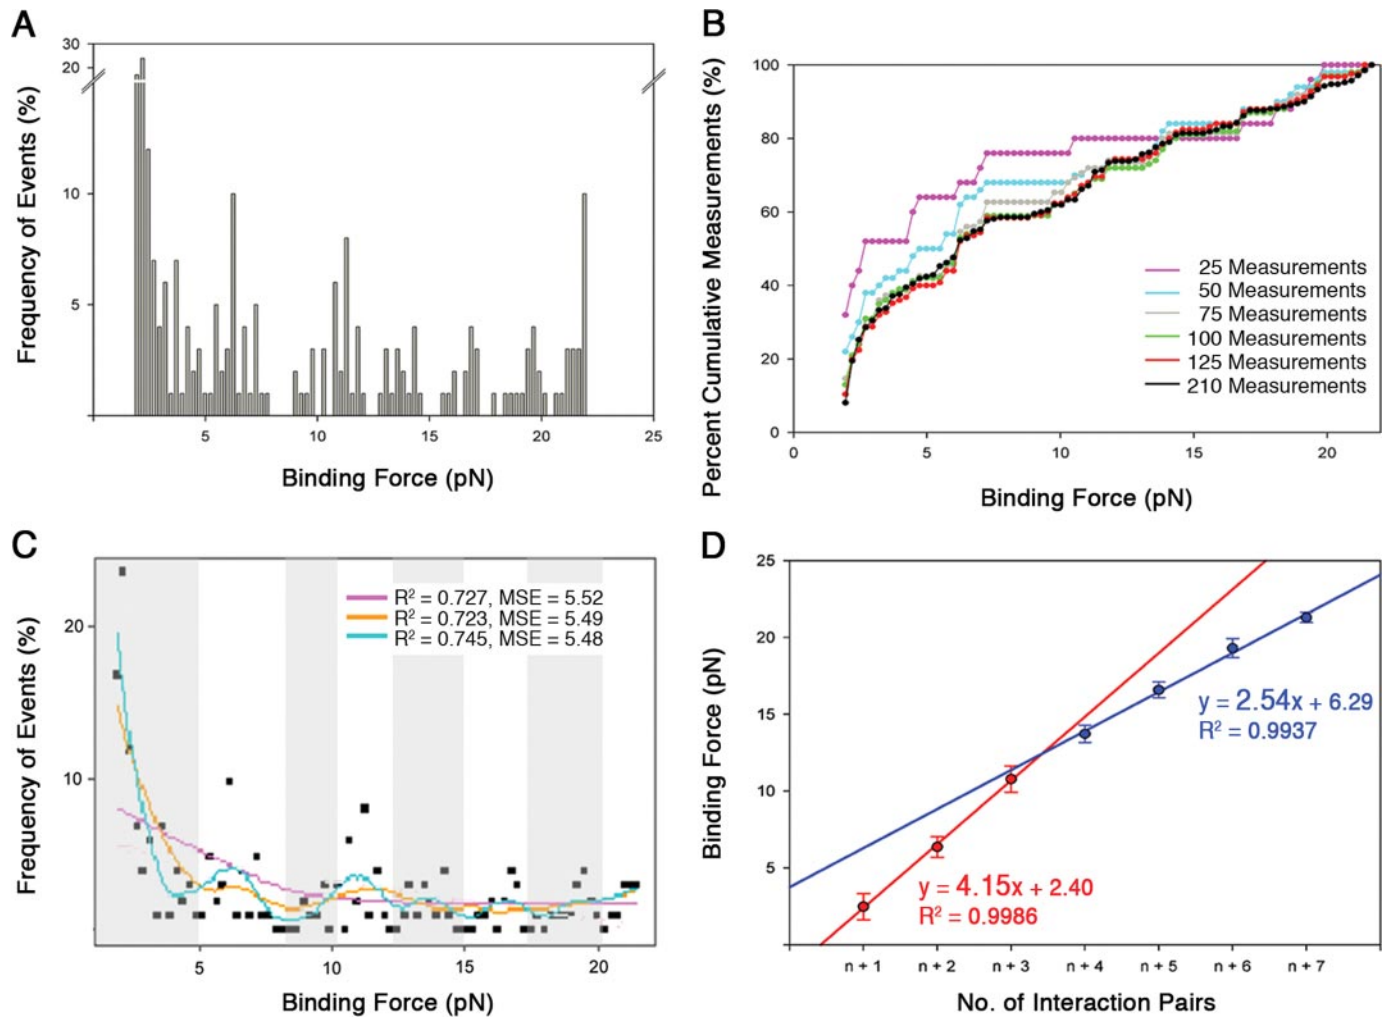 A
30
20
10
5
Frequency of Events (%)
5
10
15
20
25
Binding Force (pN)
B
100
80
60
40
20
0
Percent Cumulative Measurements (%)
25 Measurements
50 Measurements
75 Measurements
100 Measurements
125 Measurements
210 Measurements
0
5
10
15
20
Binding Force (pN)
C
20
10
Frequency of Events (%)
R² = 0.727, MSE = 5.52
R² = 0.723, MSE = 5.49
R² = 0.745, MSE = 5.48
5
10
15
20
Binding Force (pN)
D
25
20
15
10
5
Binding Force (pN)
y = 2.54x + 6.29
R² = 0.9937
y = 4.15x + 2.40
R² = 0.9986
n + 1
n + 2
n + 3
n + 4
n + 5
n + 6
n + 7
No. of Interaction Pairs